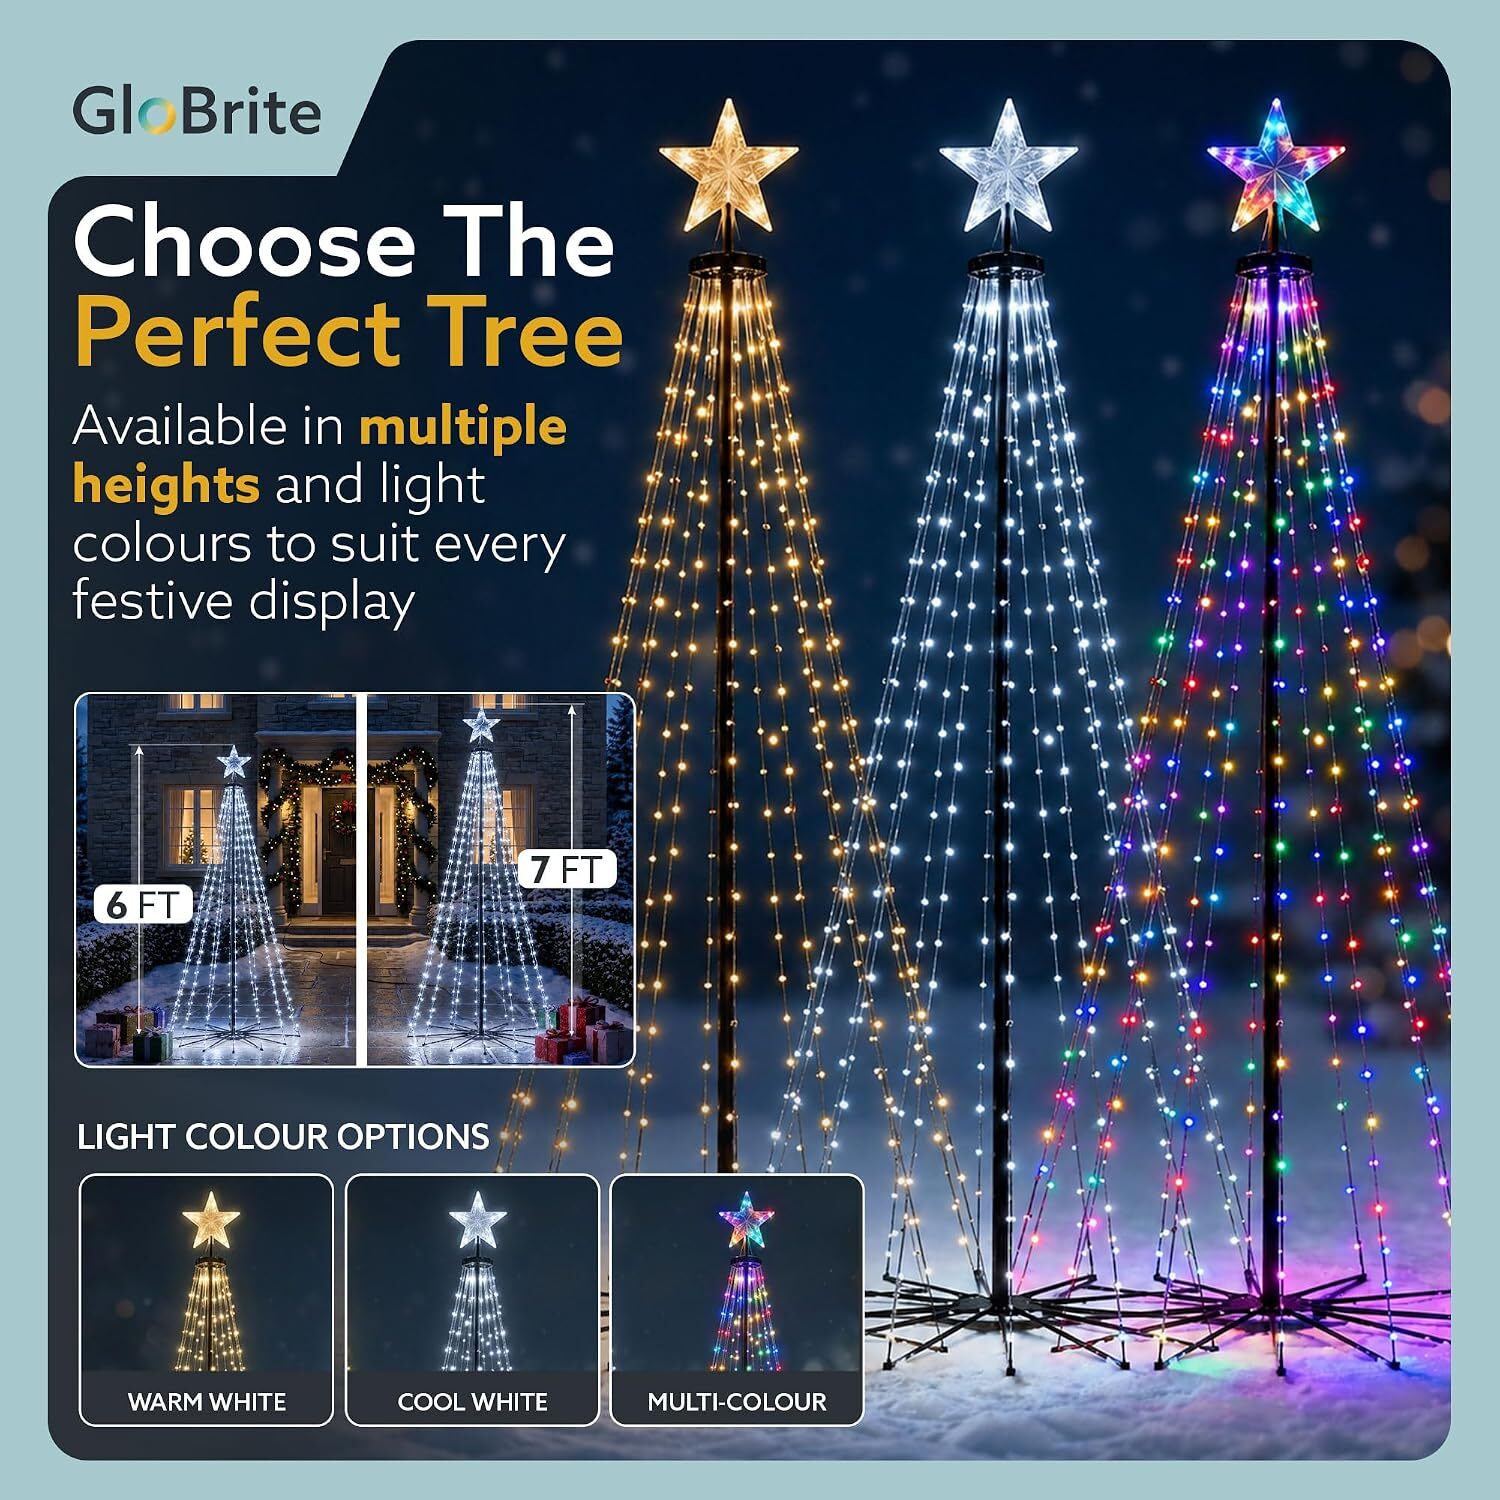 GloBrite
Choose The
Perfect Tree
Available in multiple
heights and light
colours to suit every
festive display
6 FT
7 FT
LIGHT COLOUR OPTIONS
WARM WHITE
COOL WHITE
MULTI-COLOUR